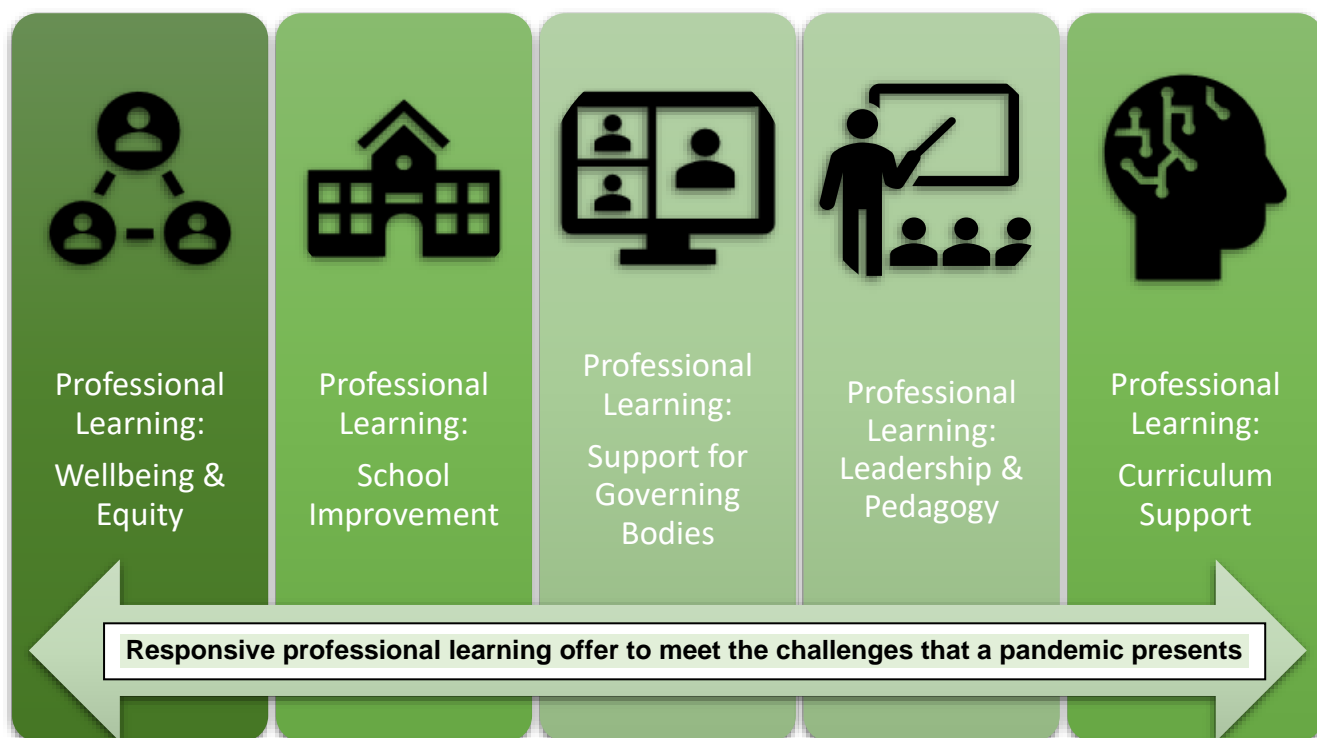 Professional
Learning:
Wellbeing &
Equity
Professional
Learning:
School
Improvement
Professional
Learning:
Support for
Governing
Bodies
Professional
Learning:
Leadership &
Pedagogy
Professional
Learning:
Curriculum
Support
Responsive professional learning offer to meet the challenges that a pandemic presents